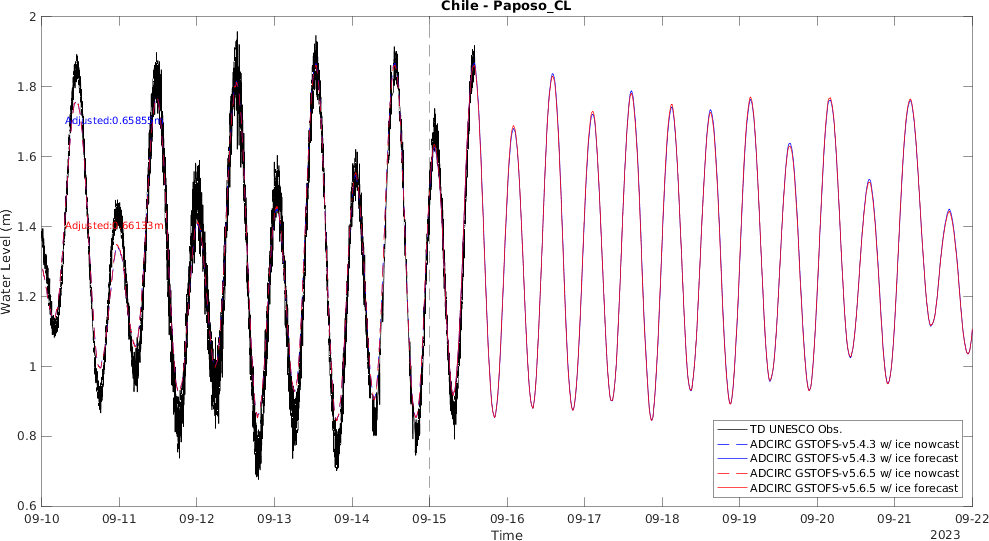 Chile - Paposo_CL
Water Level (m)
2
1.8
1.6
1.4
1.2
1
0.8
0.6
Adjusted:0.65855m
Adjusted:0.66133m
TD UNESCO Obs.
ADCIRC GSTOFS-v5.4.3 w/ ice nowcast
ADCIRC GSTOFS-v5.4.3 w/ ice forecast
ADCIRC GSTOFS-v5.6.5 w/ ice nowcast
ADCIRC GSTOFS-v5.6.5 w/ ice forecast
09-10 09-11 09-12 09-13 09-14 09-15 09-16 09-17 09-18 09-19 09-20 09-21 09-22
Time
2023